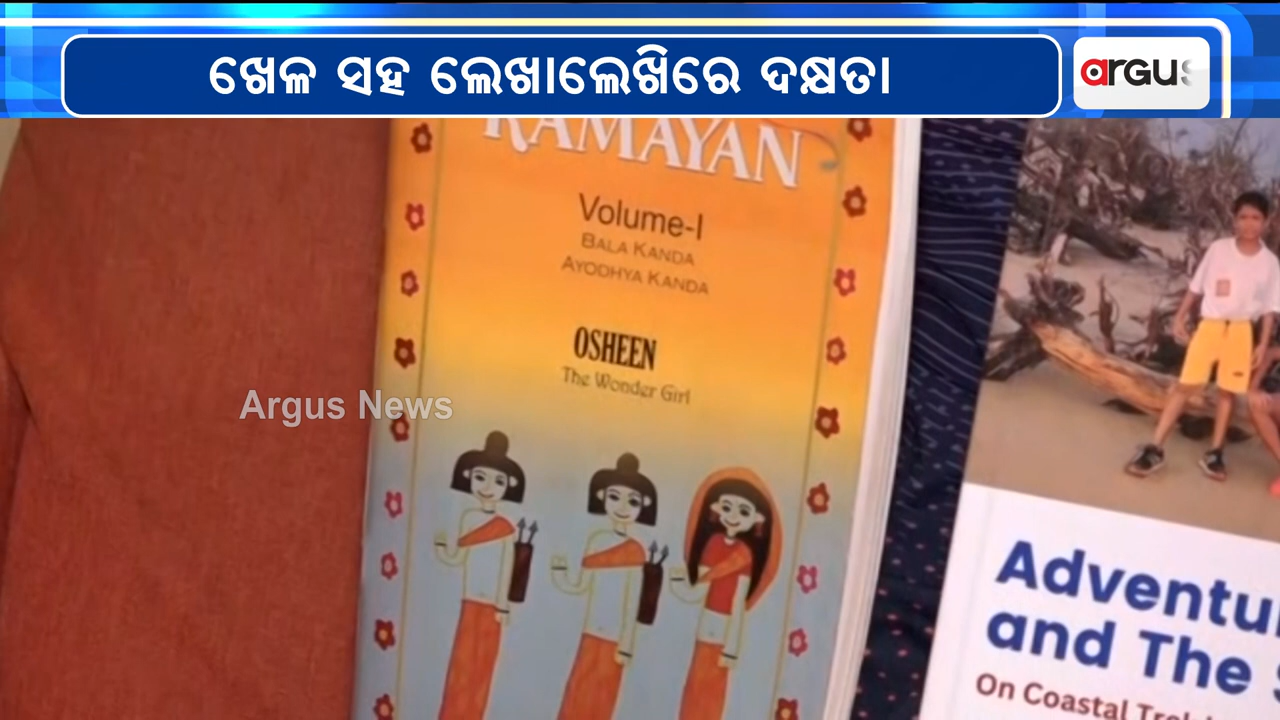 ଖେଳ ସହ ଲେଖାଲେଖିରେ ଦକ୍ଷତା
argus
RAMAYAN
Volume-I
BALA KANDA
AYODHYA KANDA
OSHEEN
The Wonder Girl
Argus News
and The
On Coastal